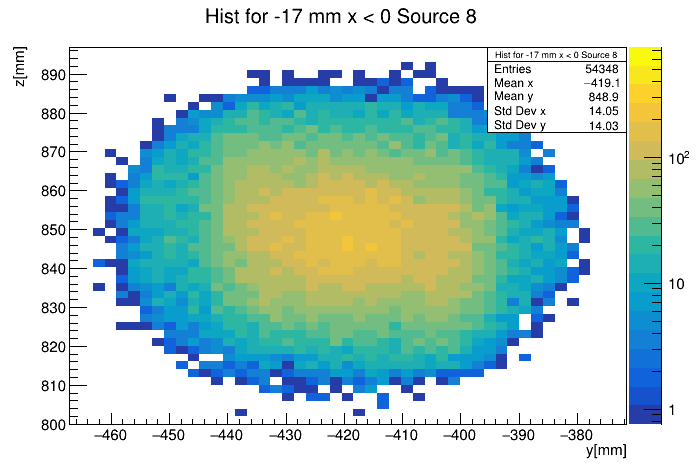 Hist for -17 mm x < 0 Source 8
z[mm]
Hist for -17 mm x < 0 Source 8
Entries 54348
Mean x −419.1
Mean y 848.9
Std Dev x 14.05
Std Dev y 14.03
890
880
870
860
850
840
830
820
810
800
10²
10
1
−460 −450 −440 −430 −420 −410 −400 −390 −380
y[mm]